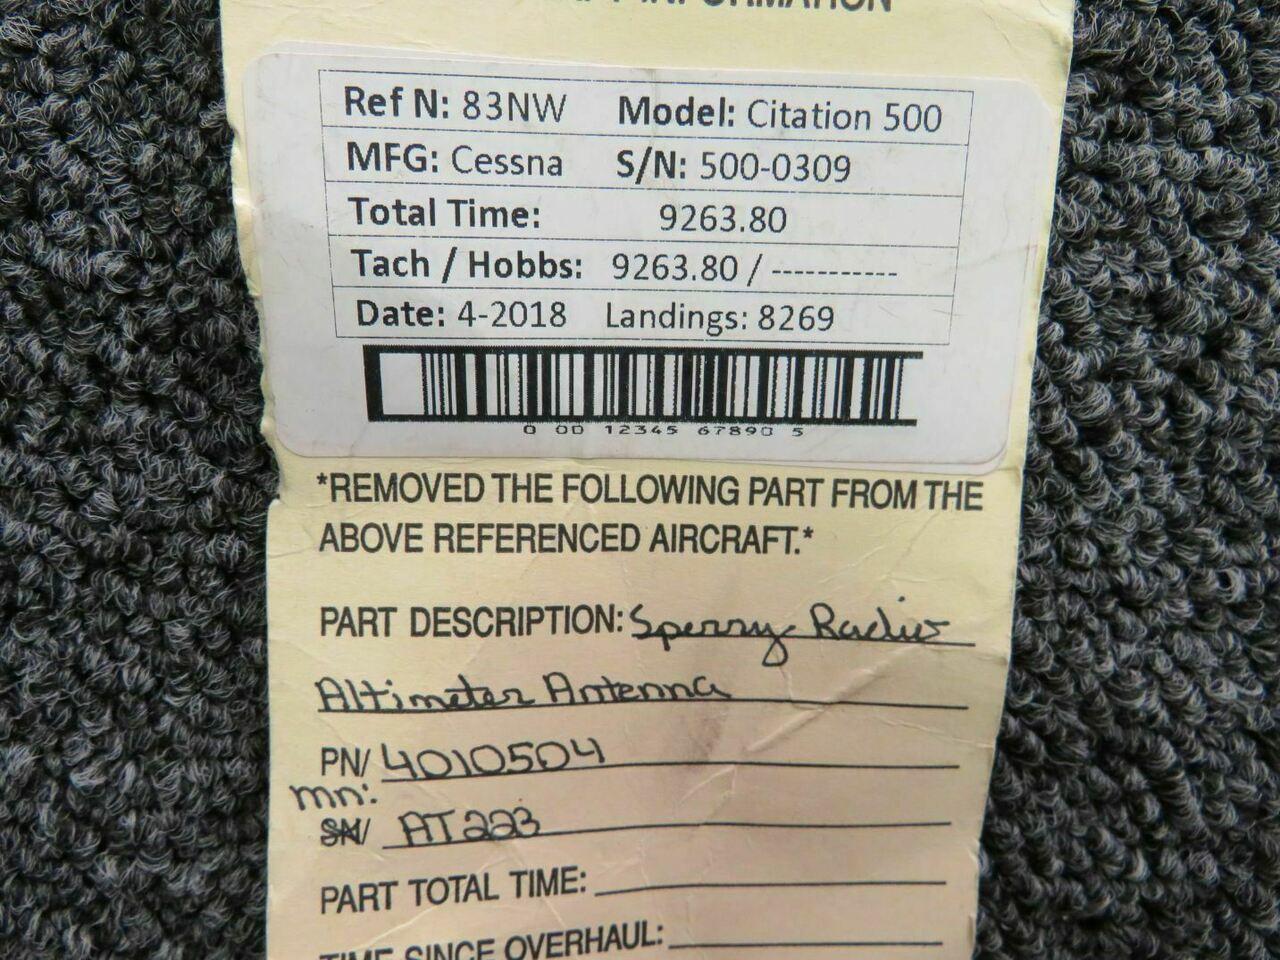 INFORMATION
Ref N: 83NW Model: Citation 500
MFG: Cessna S/N: 500-0309
Total Time: 9263.80
Tach / Hobbs: 9263.80 / -----------
Date: 4-2018 Landings: 8269
0 00 12345 67890 5
*REMOVED THE FOLLOWING PART FROM THE
ABOVE REFERENCED AIRCRAFT.*
PART DESCRIPTION: Sperry Radio
Altimeter Antenna
PN/ 4010504
mn:
SN/ AT223
PART TOTAL TIME:
TIME SINCE OVERHAUL: